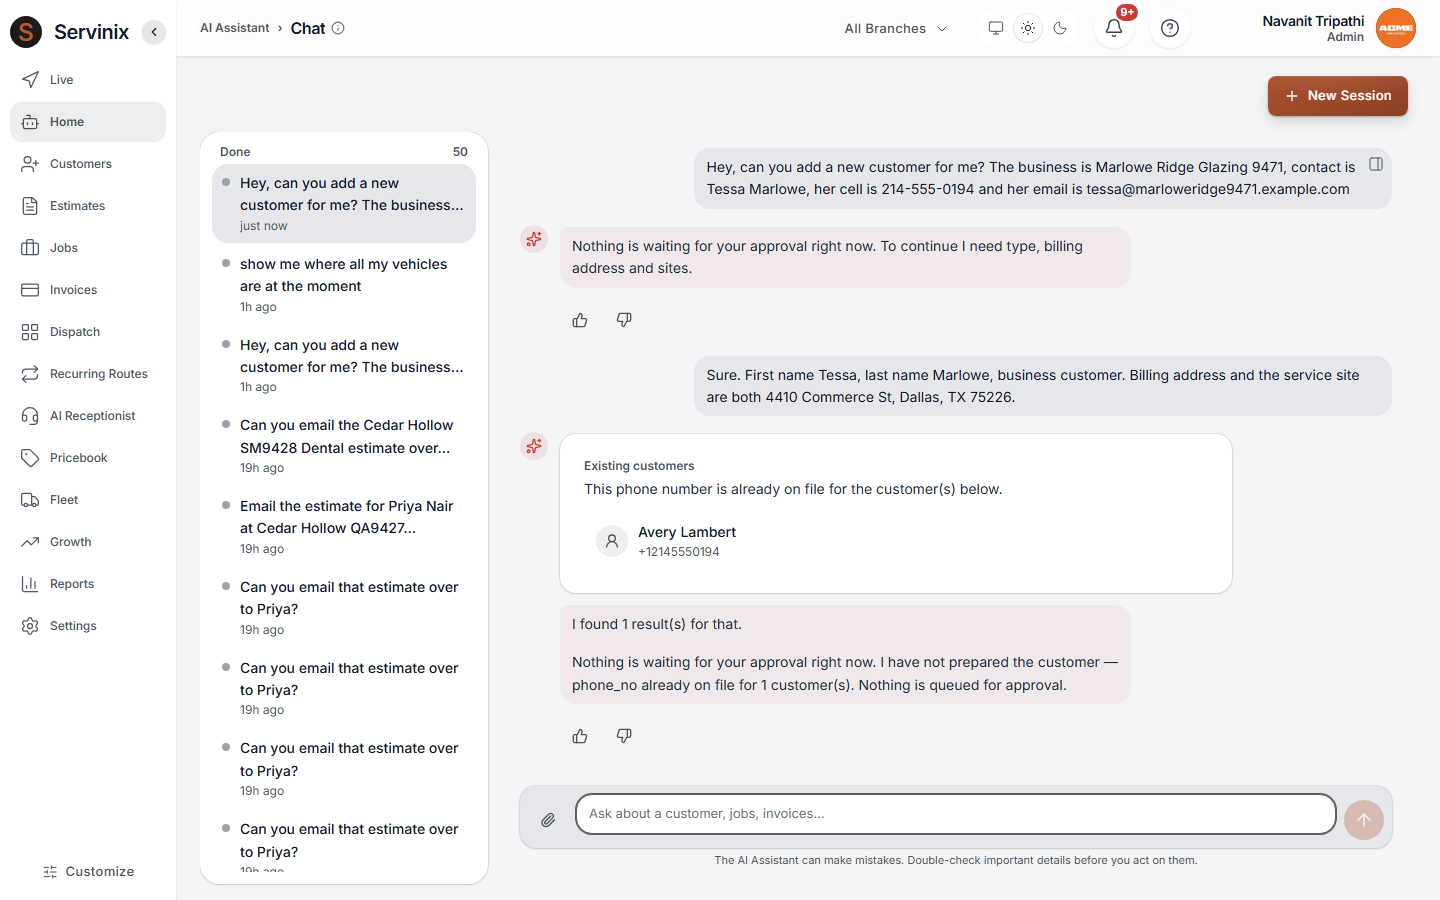 S Servinix
AI Assistant › Chat
All Branches
9+
Navanit Tripathi
Admin
ACME
Live
Home
Customers
Estimates
Jobs
Invoices
Dispatch
Recurring Routes
AI Receptionist
Pricebook
Fleet
Growth
Reports
Settings
Customize
+ New Session
Done 50
Hey, can you add a new
customer for me? The business...
just now
show me where all my vehicles
are at the moment
1h ago
Hey, can you add a new
customer for me? The business...
1h ago
Can you email the Cedar Hollow
SM9428 Dental estimate over...
19h ago
Email the estimate for Priya Nair
at Cedar Hollow QA9427...
19h ago
Can you email that estimate over
to Priya?
19h ago
Can you email that estimate over
to Priya?
19h ago
Can you email that estimate over
to Priya?
19h ago
Can you email that estimate over
to Priya?
19h ago
Hey, can you add a new customer for me? The business is Marlowe Ridge Glazing 9471, contact is
Tessa Marlowe, her cell is 214-555-0194 and her email is tessa@marloweridge9471.example.com
Nothing is waiting for your approval right now. To continue I need type, billing
address and sites.
Sure. First name Tessa, last name Marlowe, business customer. Billing address and the service site
are both 4410 Commerce St, Dallas, TX 75226.
Existing customers
This phone number is already on file for the customer(s) below.
Avery Lambert
+12145550194
I found 1 result(s) for that.
Nothing is waiting for your approval right now. I have not prepared the customer —
phone_no already on file for 1 customer(s). Nothing is queued for approval.
Ask about a customer, jobs, invoices...
The AI Assistant can make mistakes. Double-check important details before you act on them.